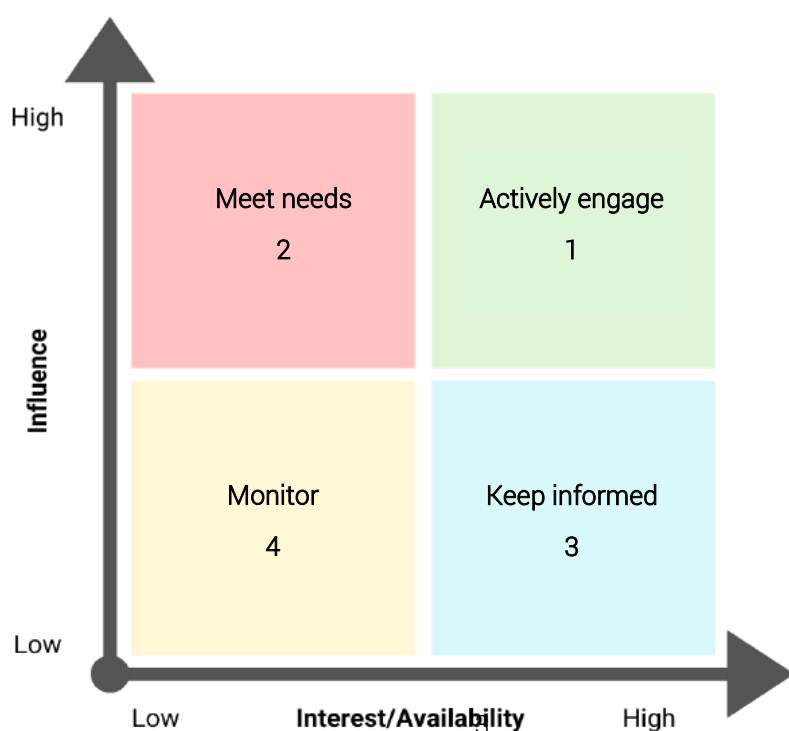 High
Meet needs
2
Actively engage
1
Influence
Monitor
4
Keep informed
3
Low
Low
Interest/Availability
High